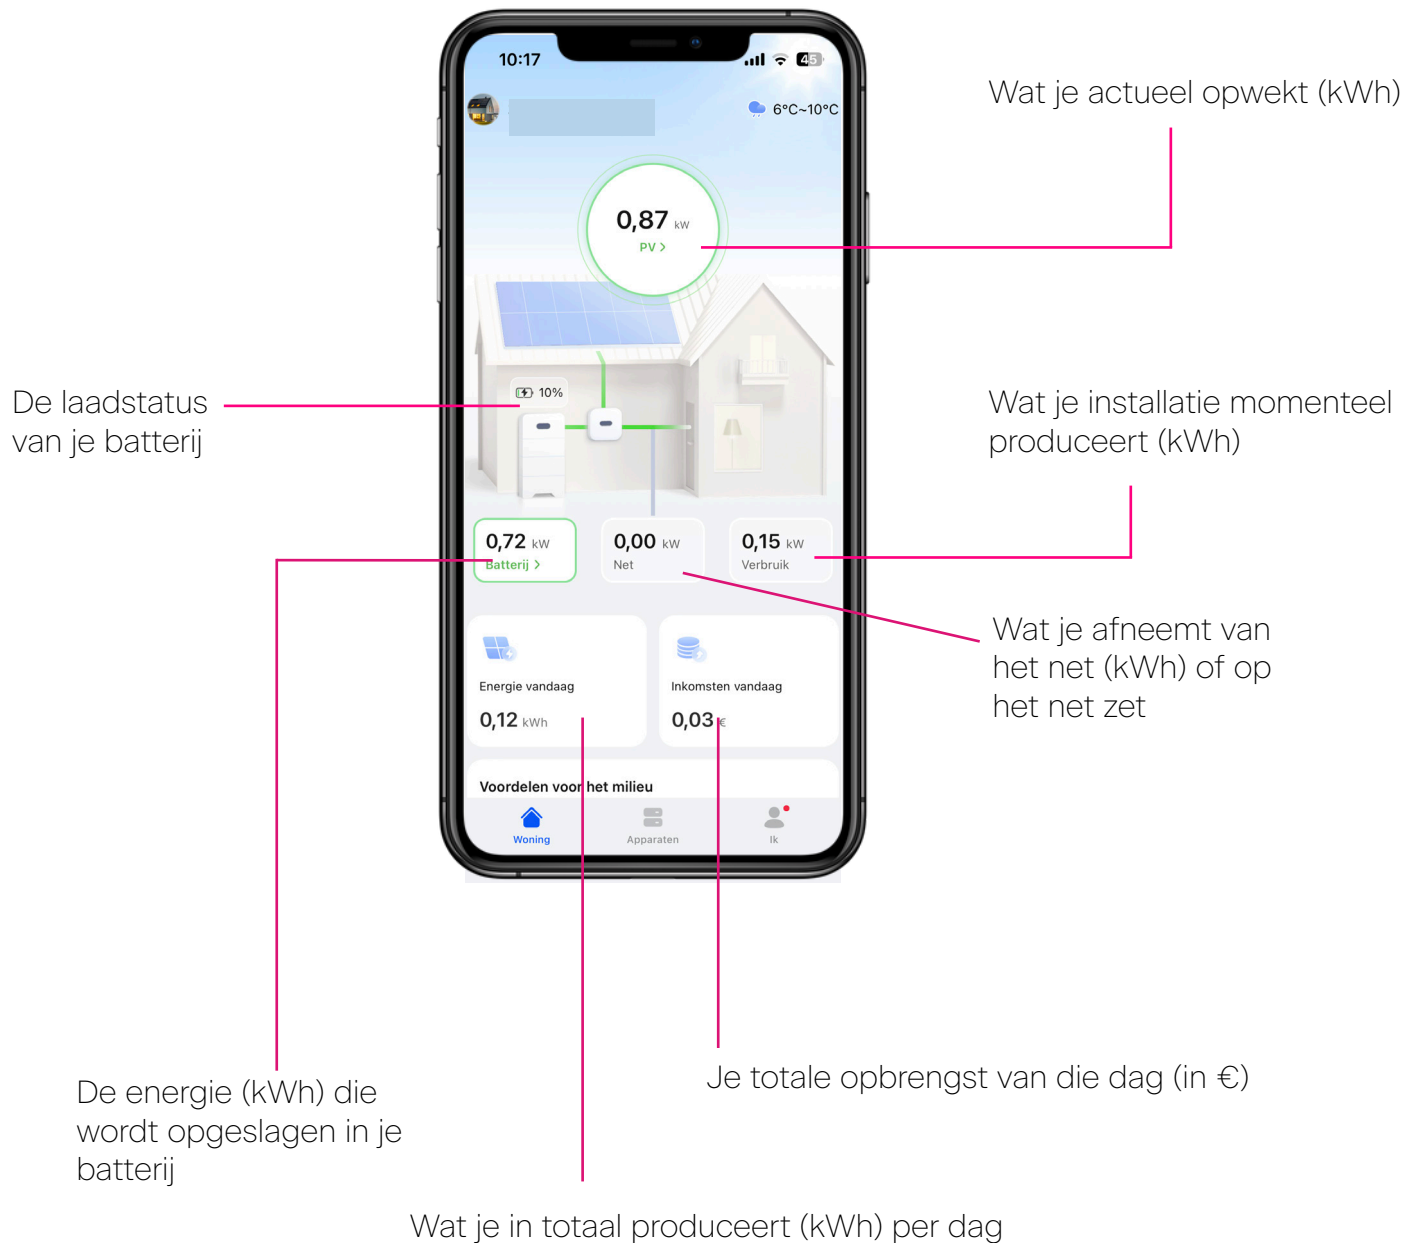 10:17
45
6°C~10°C
Wat je actueel opwekt (kWh)
0,87 kW
PV >
10%
De laadstatus
van je batterij
Wat je installatie momenteel
produceert (kWh)
0,72 kW
Batterij >
0,00 kW
Net
0,15 kW
Verbruik
Wat je afneemt van
het net (kWh) of op
het net zet
Energie vandaag
0,12 kWh
Inkomsten vandaag
0,03 €
Voordelen voor het milieu
Woning
Apparaten
Ik
Je totale opbrengst van die dag (in €)
De energie (kWh) die
wordt opgeslagen in je
batterij
Wat je in totaal produceert (kWh) per dag